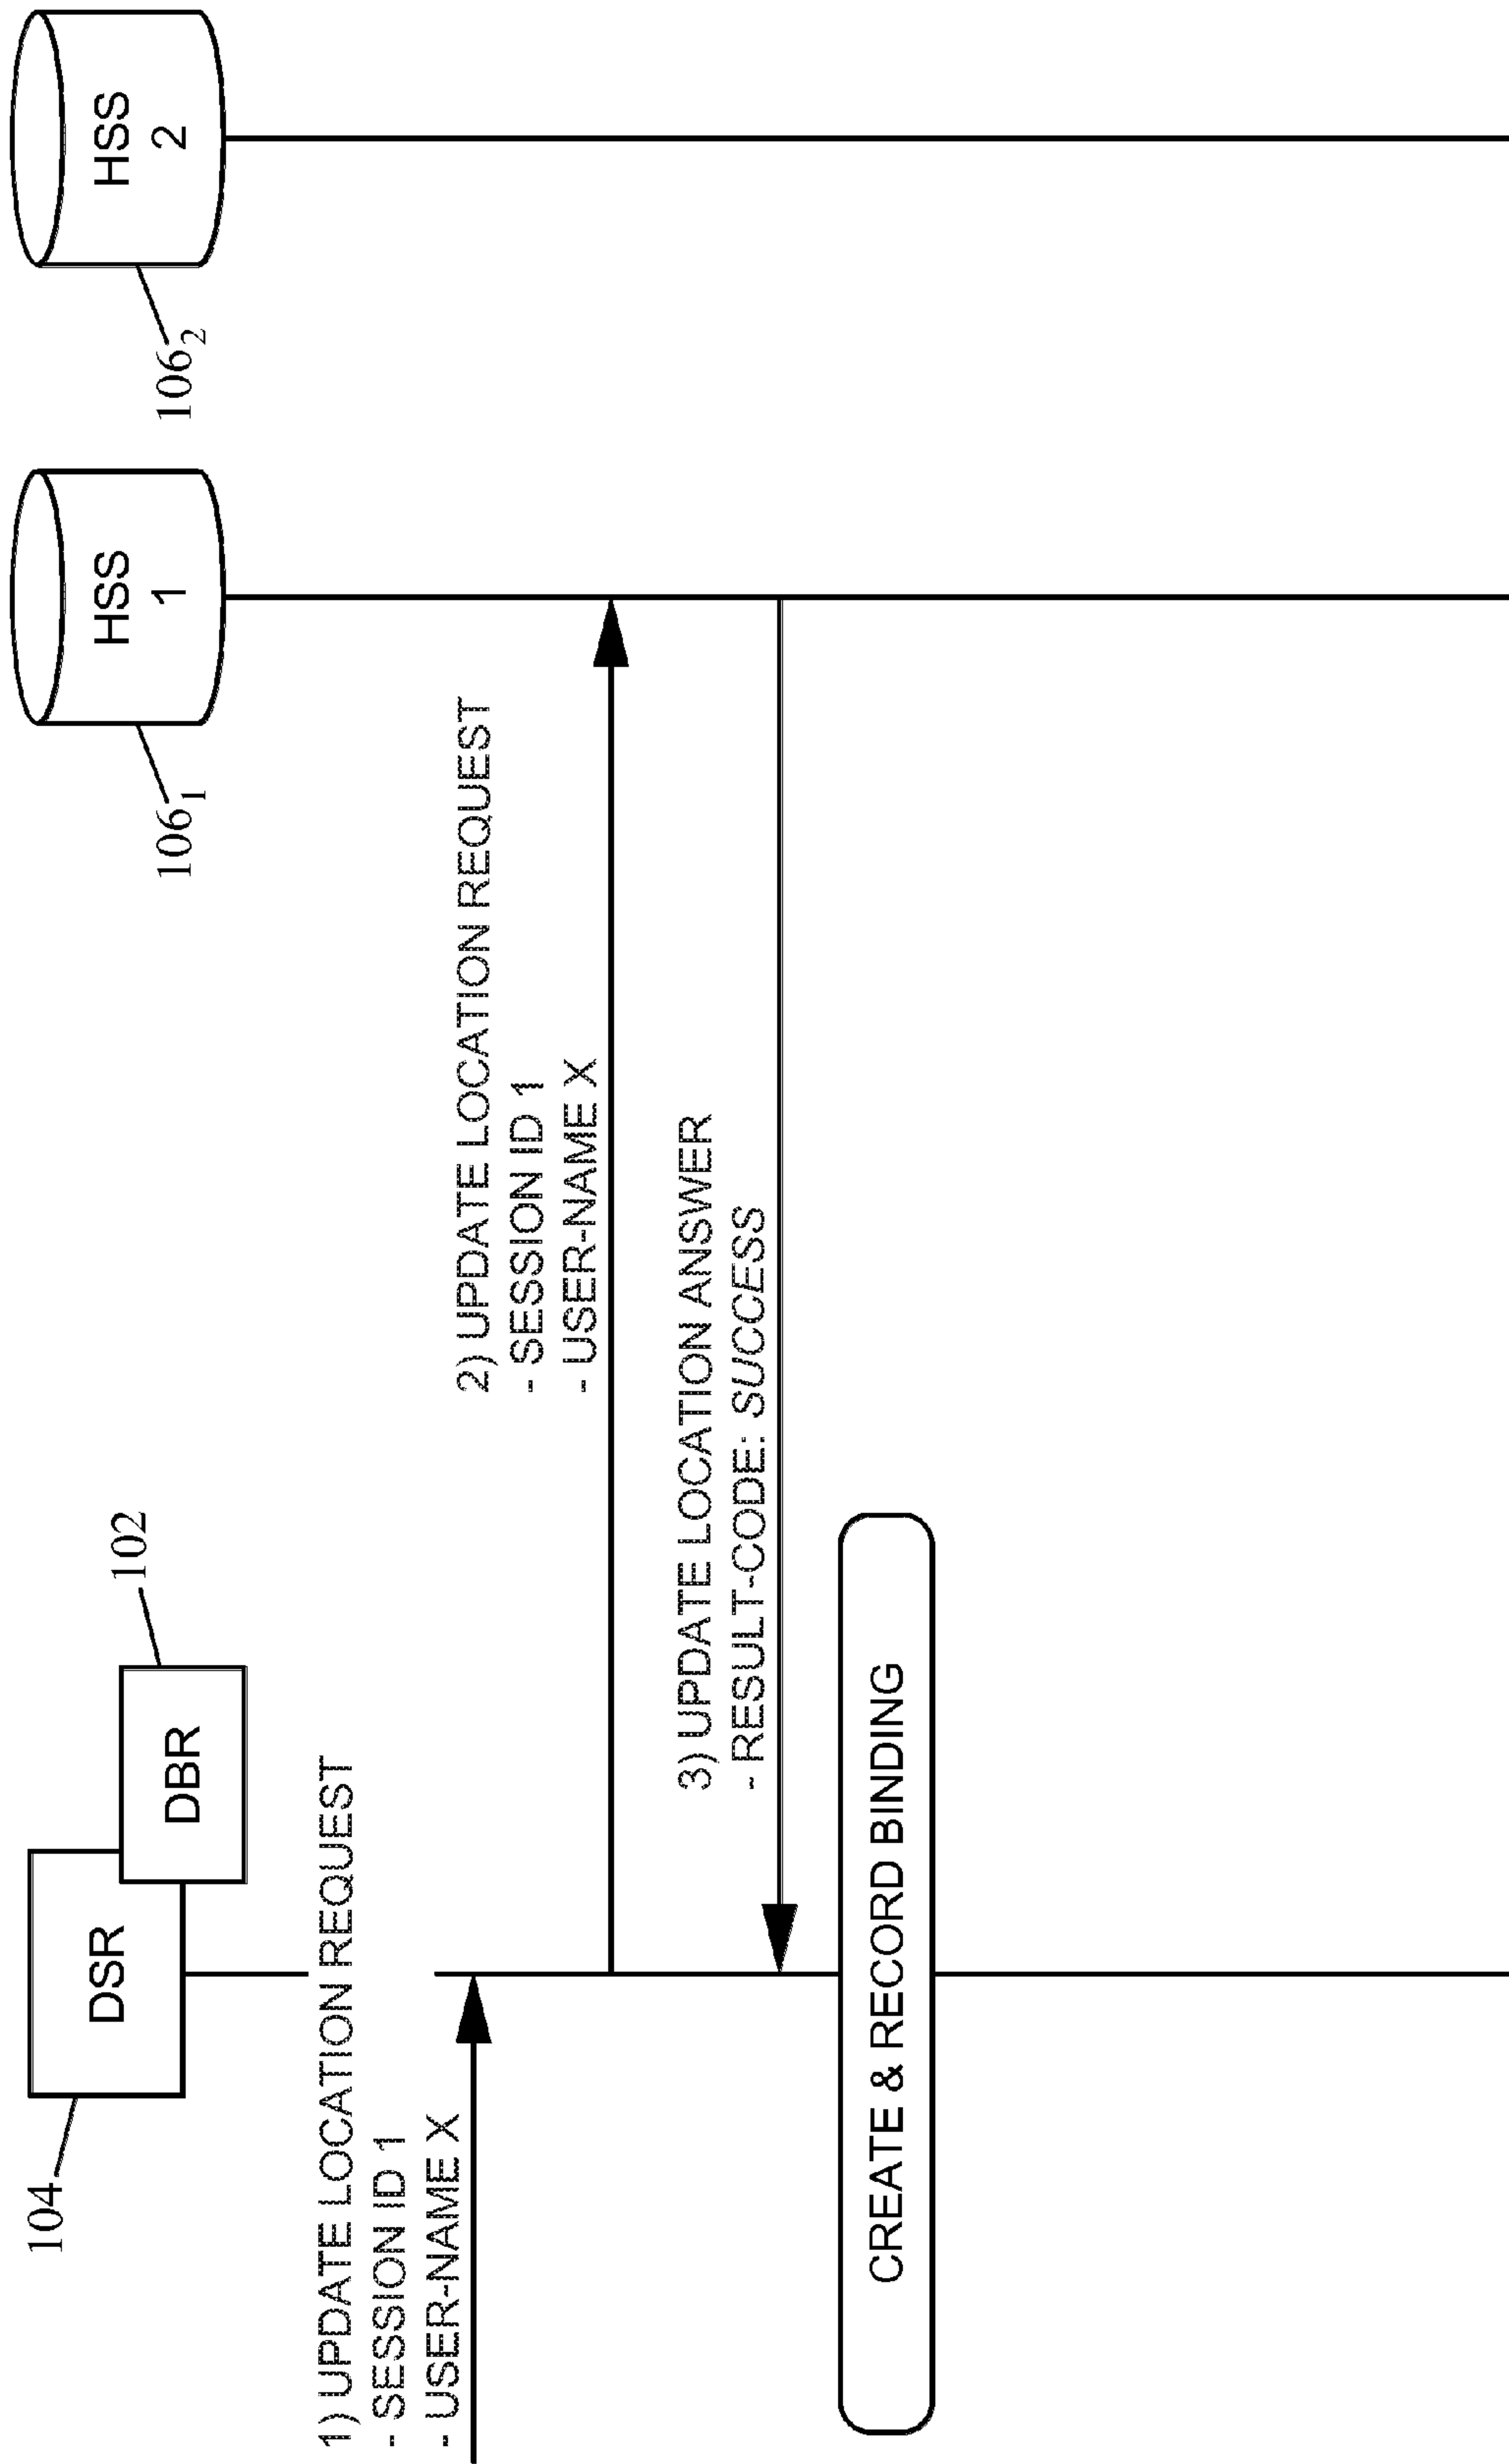 104
DSR
DBR
102
HSS
1
106₁
HSS
2
106₂
1) UPDATE LOCATION REQUEST
- SESSION ID 1
- USER-NAME X
2) UPDATE LOCATION REQUEST
- SESSION ID 1
- USER-NAME X
3) UPDATE LOCATION ANSWER
- RESULT-CODE: SUCCESS
CREATE & RECORD BINDING